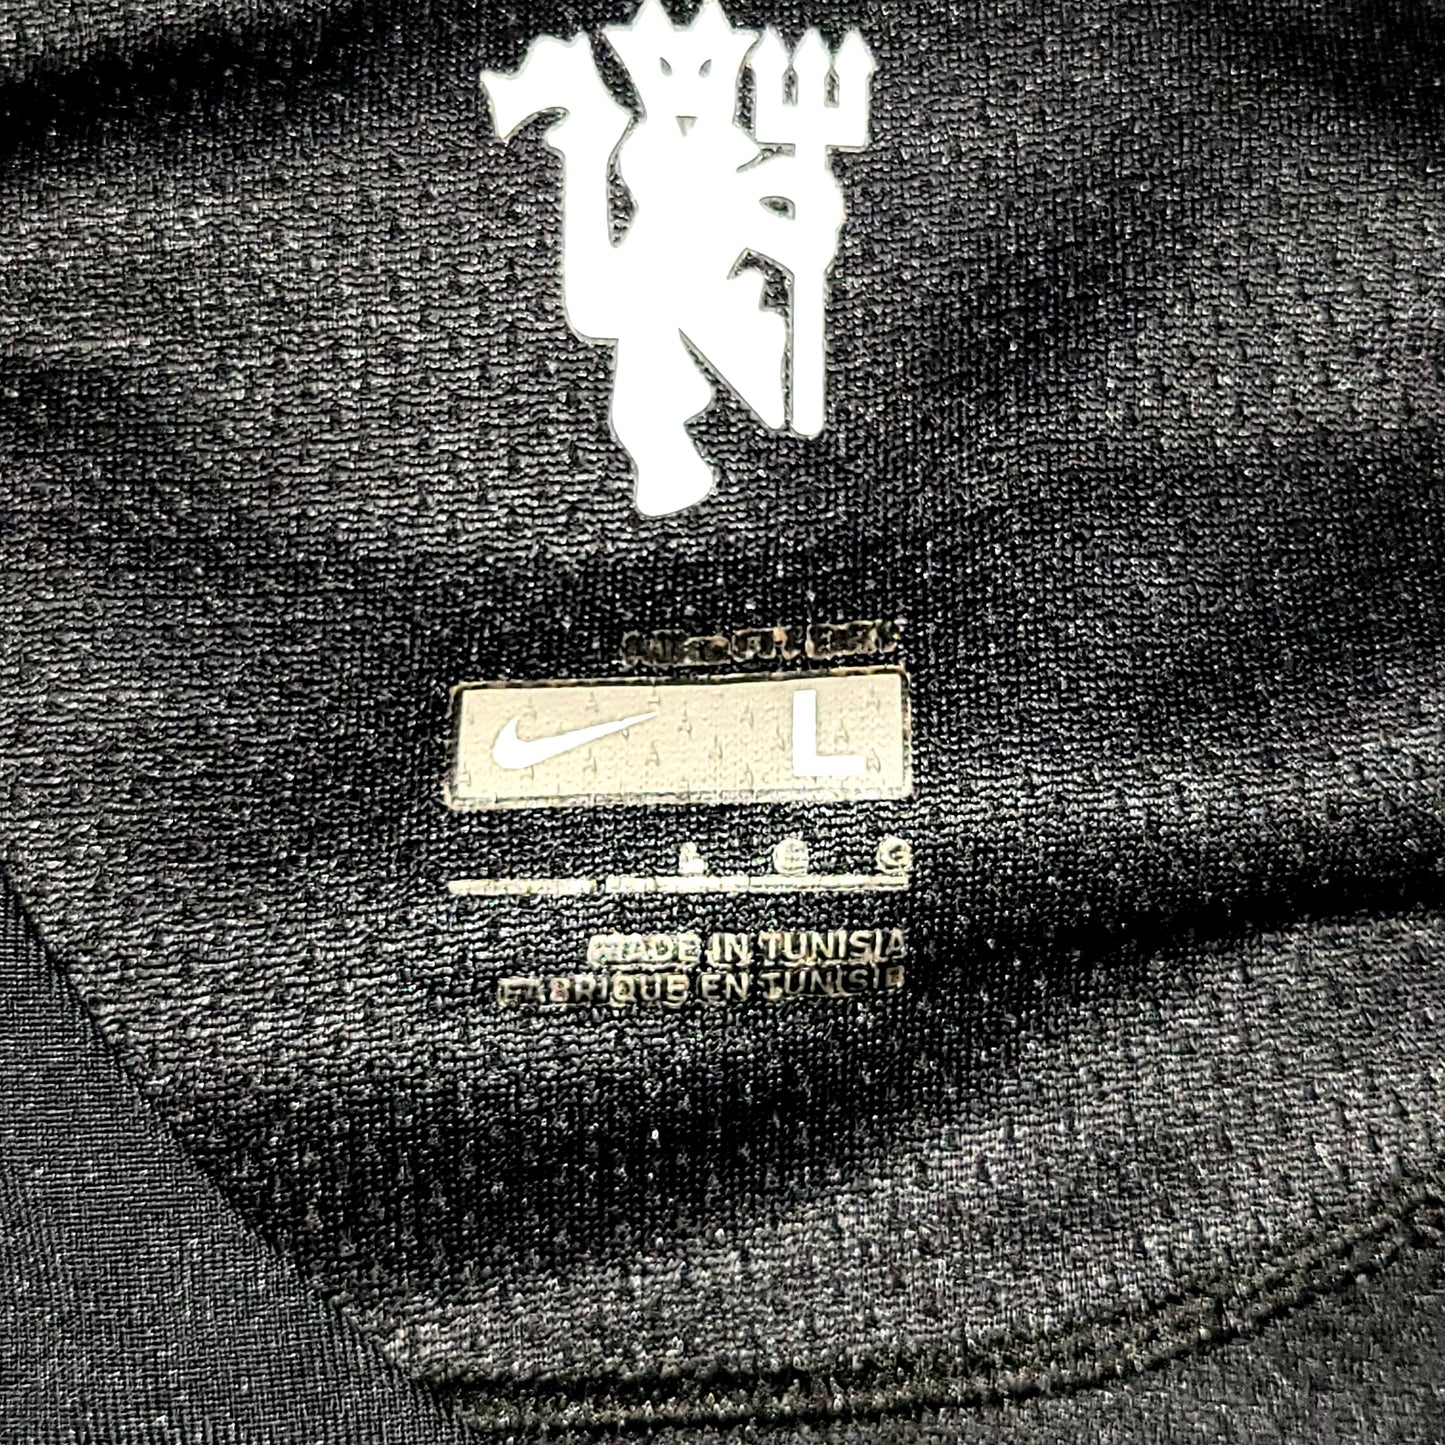 L
L E G
MADE IN TUNISIA
FABRIQUE EN TUNISIE